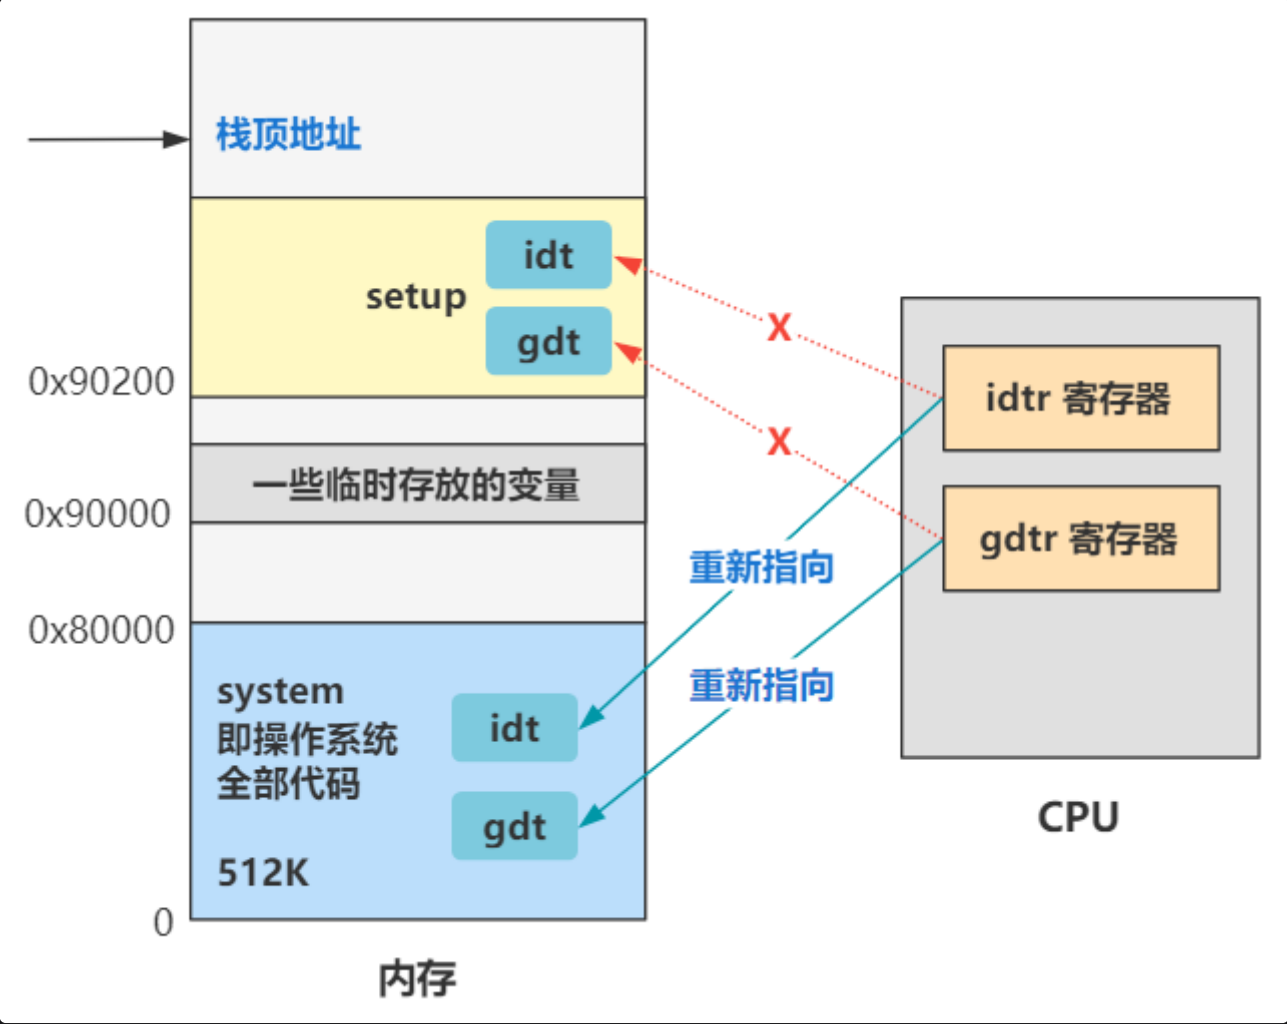 栈顶地址
idt
setup
gdt
0x90200
idtr 寄存器
一些临时存放的变量
0x90000
gdtr 寄存器
X
X
重新指向
0x80000
重新指向
system
即操作系统
全部代码
idt
gdt
512K
0
CPU
内存